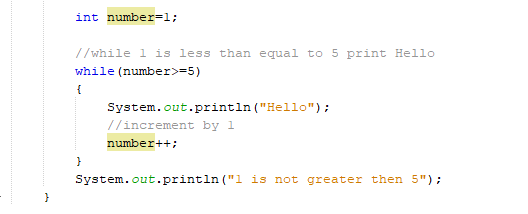 int number=1;
//while 1 is less than equal to 5 print Hello
while(number>=5)
{
System.out.println("Hello");
//increment by 1
number++;
}
System.out.println("1 is not greater then 5");
}